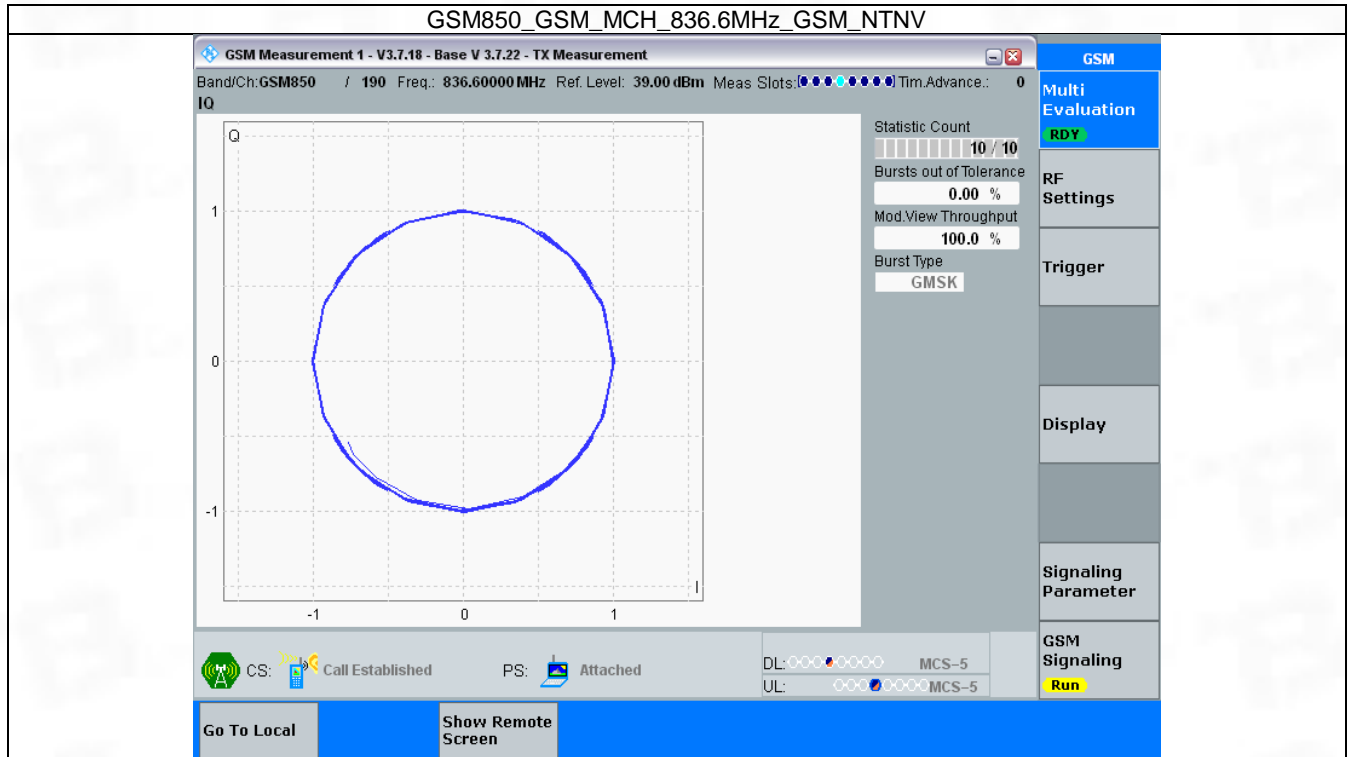 GSM850_GSM_MCH_836.6MHz_GSM_NTNV
GSM Measurement 1 - V3.7.18 - Base V 3.7.22 - TX Measurement
Band/Ch:GSM850 / 190 Freq.: 836.60000 MHz Ref. Level: 39.00 dBm Meas Slots: Tim.Advance.: 0
IQ
Q
1
0
-1
-1 0 1
I
Statistic Count
10 / 10
Bursts out of Tolerance
0.00 %
Mod.View Throughput
100.0 %
Burst Type
GMSK
GSM
Multi
Evaluation
RDY
RF
Settings
Trigger
Display
Signaling
Parameter
GSM
Signaling
Run
CS: Call Established PS: Attached
DL: MCS-5
UL: MCS-5
Go To Local
Show Remote
Screen